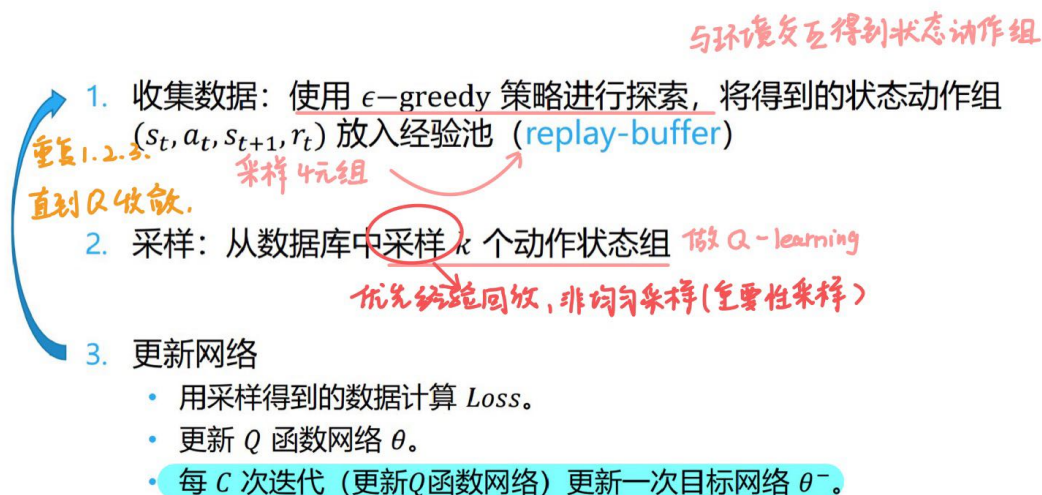 与环境交互得到状态动作组
1. 收集数据：使用 ϵ−greedy 策略进行探索，将得到的状态动作组
(sₜ, aₜ, sₜ₊₁, rₜ) 放入经验池（replay-buffer）
重复1.2.3.
采样4元组
直到Q收敛.
2. 采样：从数据库中采样 k 个动作状态组 做Q-learning
优先经验回放、非均匀采样(重要性采样)
3. 更新网络
• 用采样得到的数据计算 Loss。
• 更新 Q 函数网络 θ。
• 每 C 次迭代（更新Q函数网络）更新一次目标网络 θ⁻。